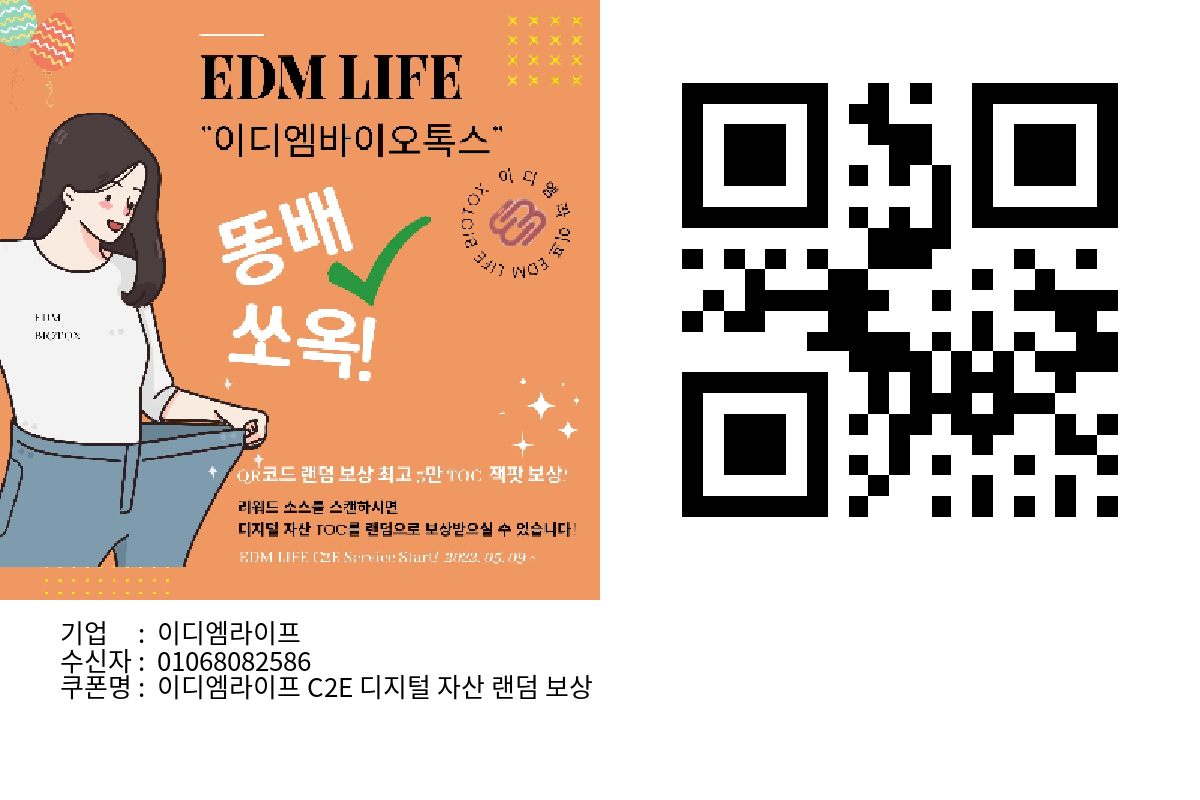 EDM LIFE
"이디엠바이오톡스"
이디엠라이프 EDM LIFE BIOTOX
똥배
쏘옥!
EDM
BIOTOX
QR코드 랜덤 보상 최고 5만 TOC 잭팟 보상!
리워드 소스를 스캔하시면
디지털 자산 TOC를 랜덤으로 보상받으실 수 있습니다!
EDM LIFE C2E Service Start! 2022. 05. 09 ~
기업 : 이디엠라이프
수신자 : 01068082586
쿠폰명 : 이디엠라이프 C2E 디지털 자산 랜덤 보상